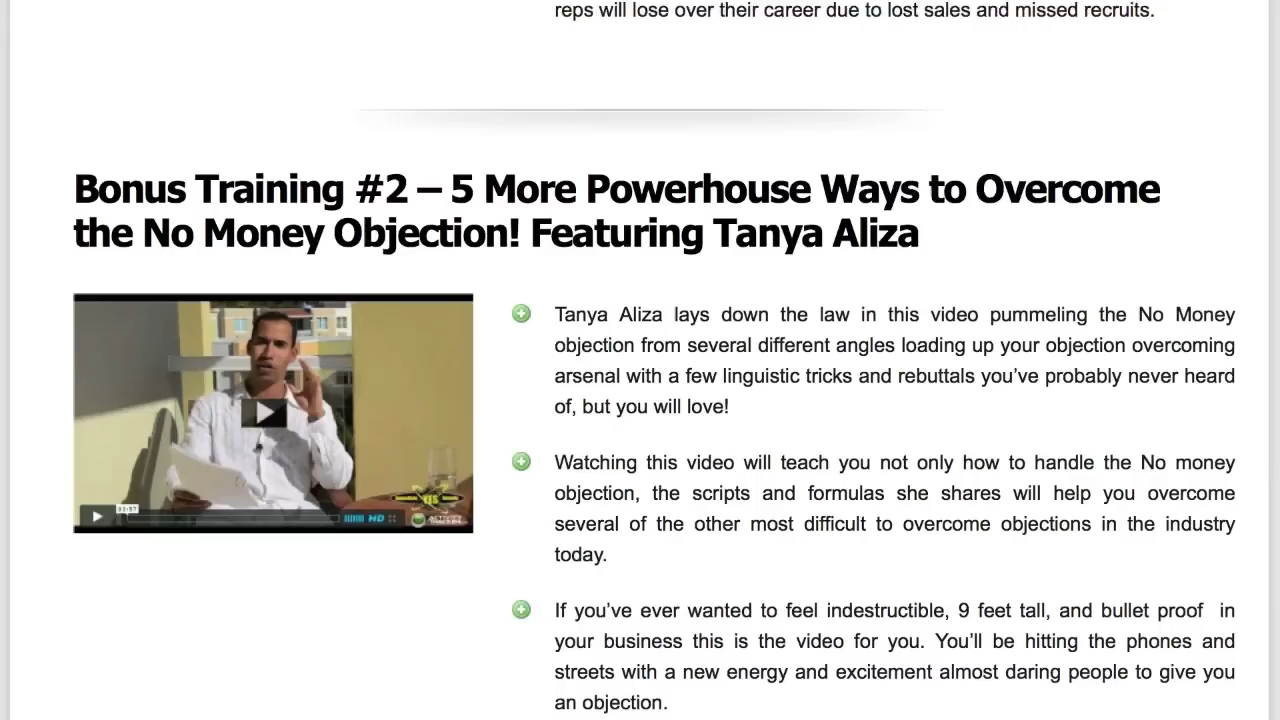 reps will lose over their career due to lost sales and missed recruits.
Bonus Training #2 – 5 More Powerhouse Ways to Overcome
the No Money Objection! Featuring Tanya Aliza
Tanya Aliza lays down the law in this video pummeling the No Money
objection from several different angles loading up your objection overcoming
arsenal with a few linguistic tricks and rebuttals you’ve probably never heard
of, but you will love!
Watching this video will teach you not only how to handle the No money
objection, the scripts and formulas she shares will help you overcome
several of the other most difficult to overcome objections in the industry
today.
If you’ve ever wanted to feel indestructible, 9 feet tall, and bullet proof in
your business this is the video for you. You’ll be hitting the phones and
streets with a new energy and excitement almost daring people to give you
an objection.
YES
HD